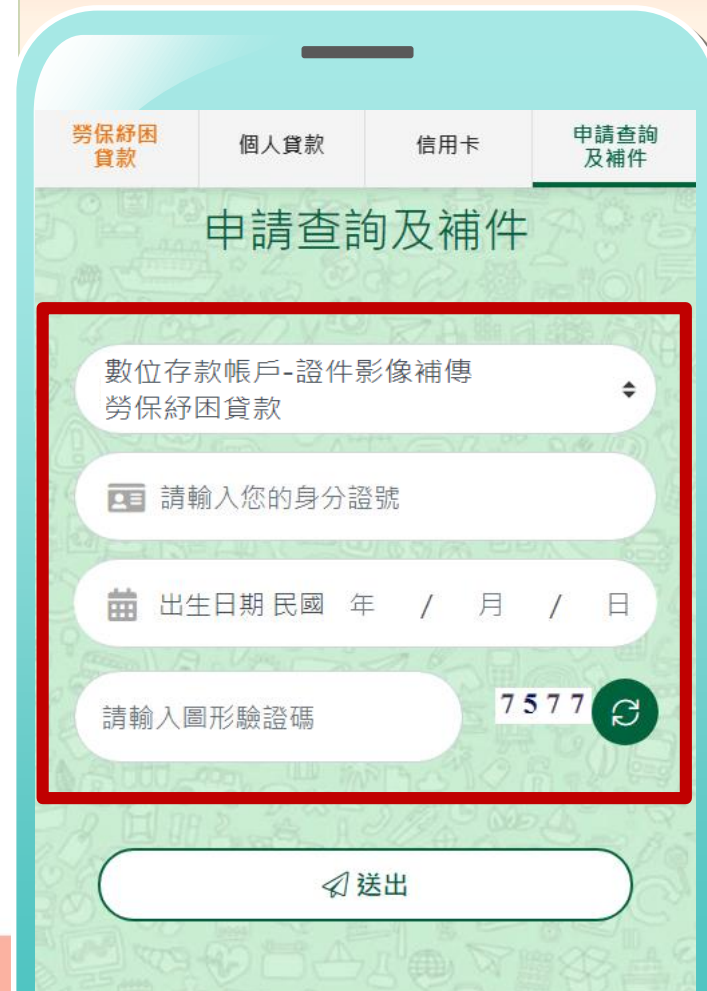 勞保紓困
貸款
個人貸款
信用卡
申請查詢
及補件
申請查詢及補件
數位存款帳戶-證件影像補傳
勞保紓困貸款
請輸入您的身分證號
出生日期 民國 年 / 月 / 日
請輸入圖形驗證碼
7577
送出